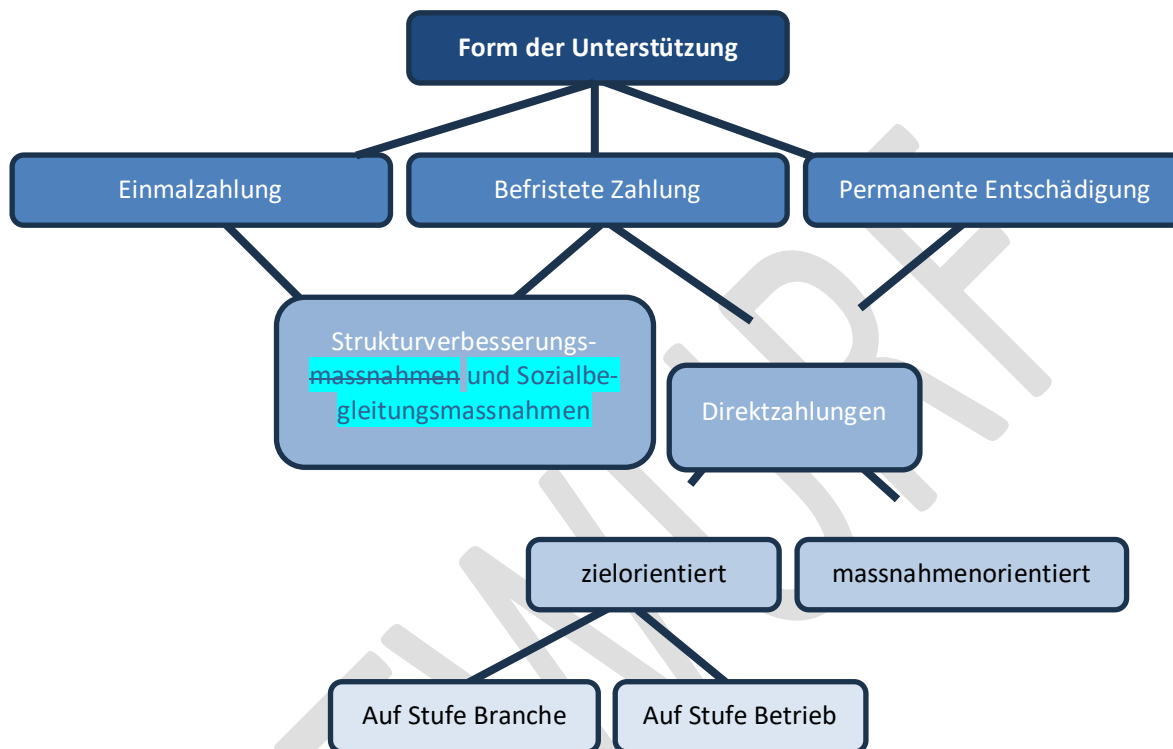 Form der Unterstützung
Einmalzahlung
Befristete Zahlung
Permanente Entschädigung
Strukturverbesserungs-
massnahmen und Sozialbe-
gleitungsmassnahmen
Direktzahlungen
zielorientiert
massnahmenorientiert
Auf Stufe Branche
Auf Stufe Betrieb